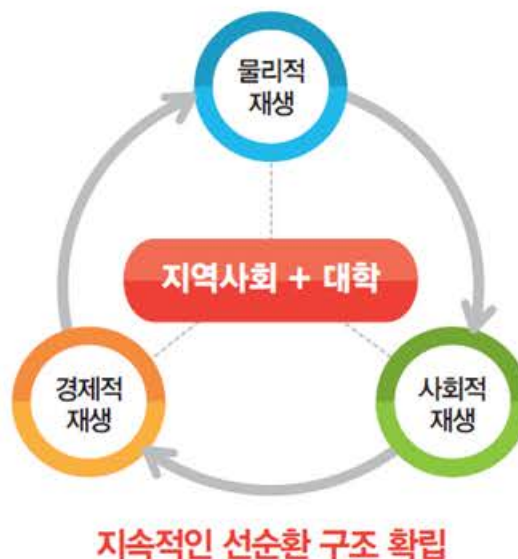 물리적
재생
지역사회 + 대학
경제적
재생
사회적
재생
지속적인 선순환 구조 확립